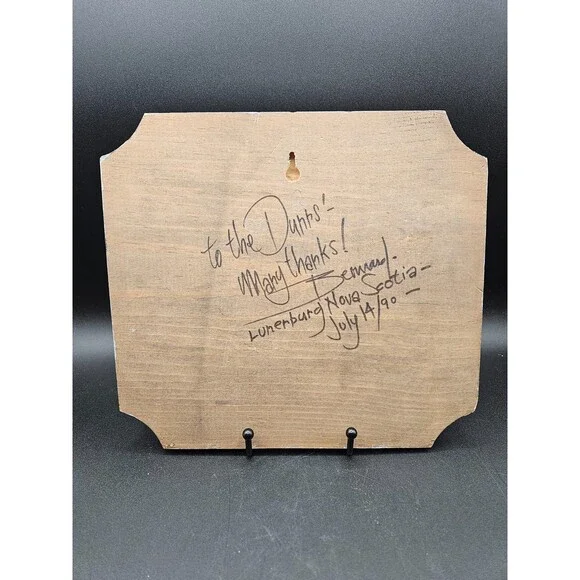 to the Dunns'-
Many thanks!
Bernard.
Lunenburg Nova Scotia-
July 14/90-